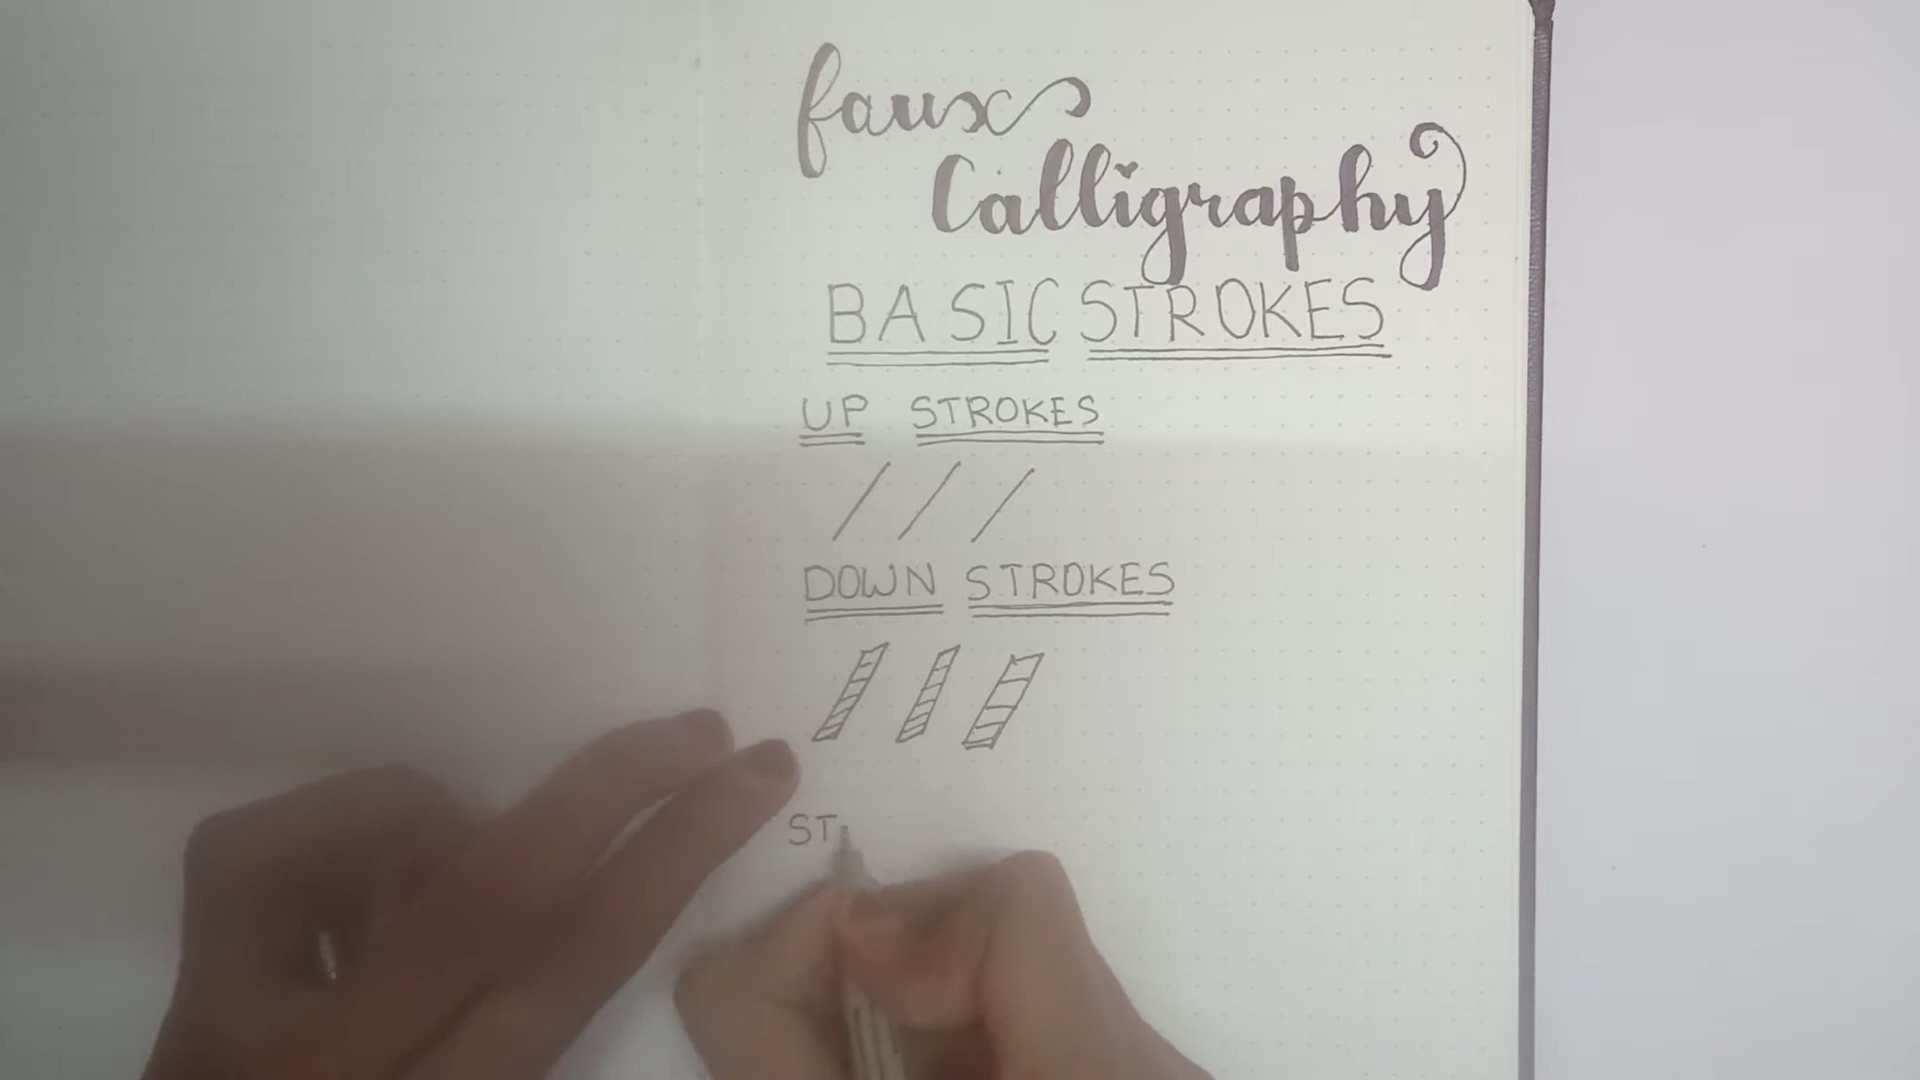 faux
Calligraphy
BASIC STROKES
UP STROKES
DOWN STROKES
ST